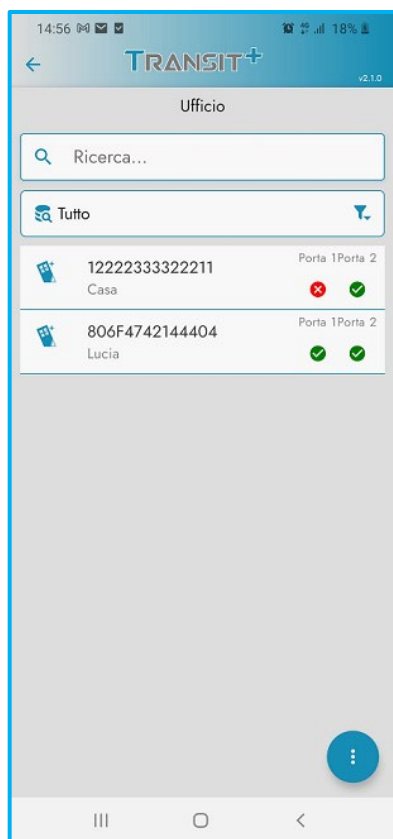 14:56 18%
TRANSIT+
v2.1.0
Ufficio
Ricerca...
Tutto
12222333322211 Porta 1 Porta 2
Casa
806F4742144404 Porta 1 Porta 2
Lucia